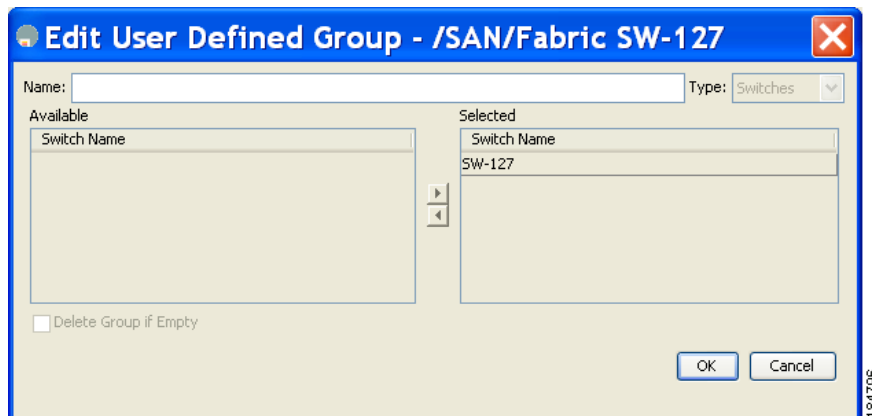 Edit User Defined Group - /SAN/Fabric SW-127
Name:
Type: Switches
Available
Selected
Switch Name
Switch Name
SW-127
Delete Group if Empty
OK
Cancel
184796